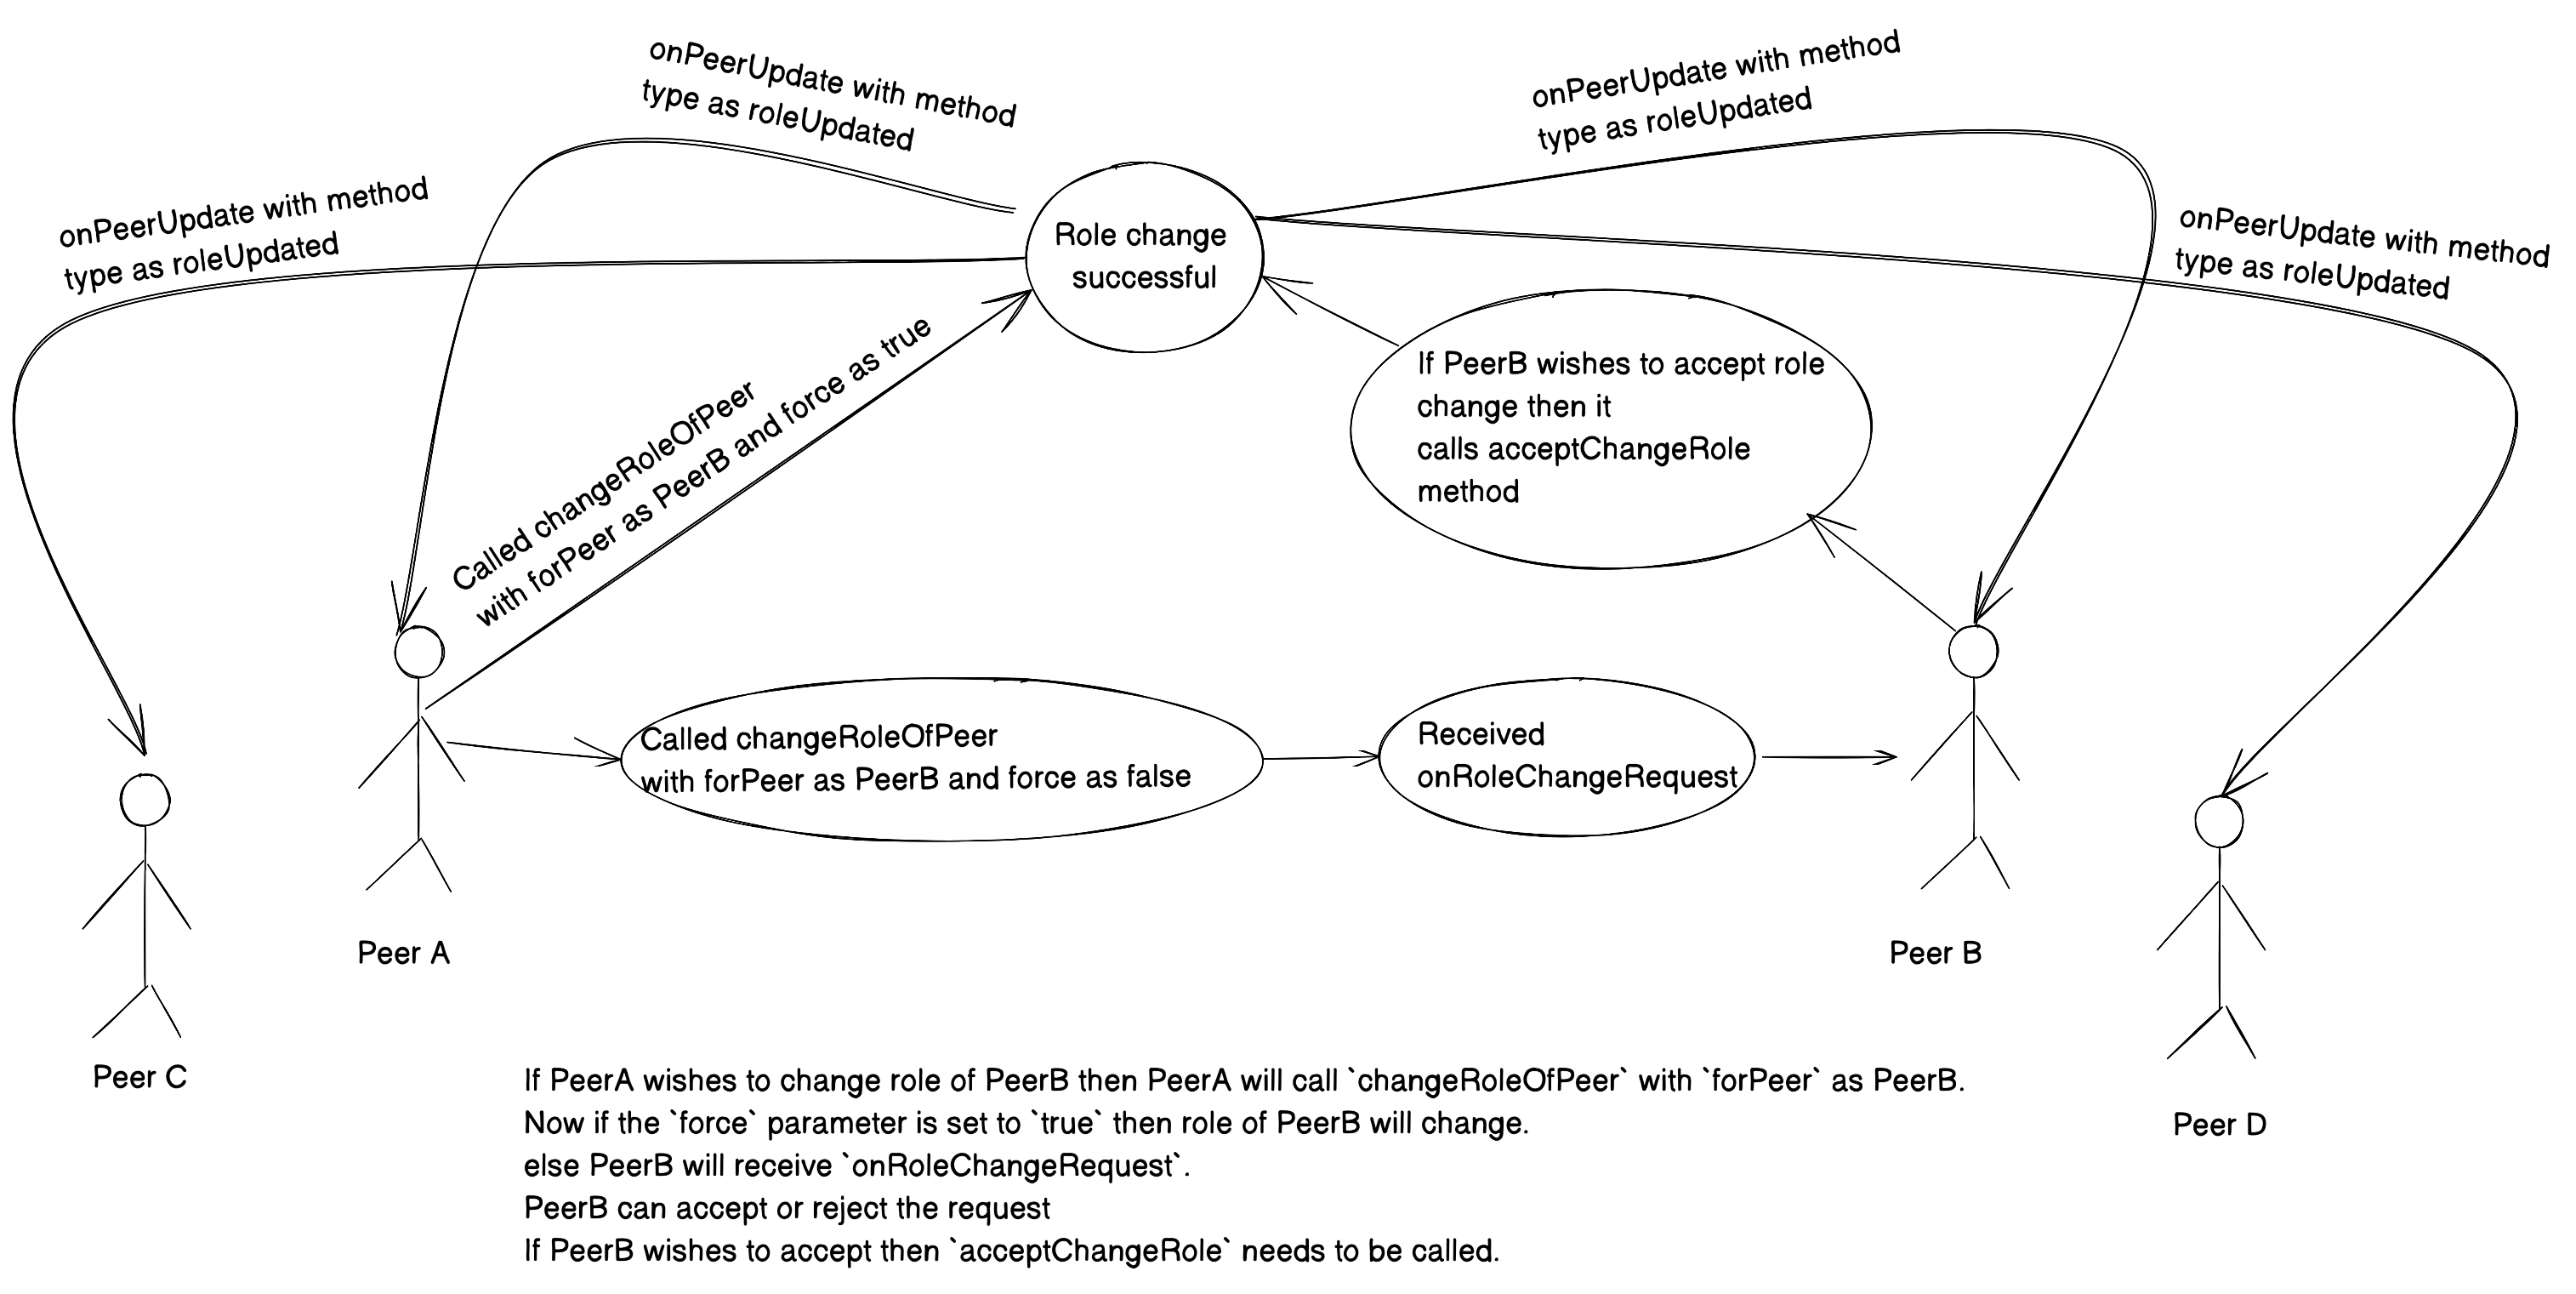 onPeerUpdate with method
type as roleUpdated
onPeerUpdate with method
type as roleUpdated
onPeerUpdate with method
type as roleUpdated
onPeerUpdate with method
type as roleUpdated
Role change
successful
Called changeRoleOfPeer
with forPeer as PeerB and force as true
If PeerB wishes to accept role
change then it
calls acceptChangeRole
method
Called changeRoleOfPeer
with forPeer as PeerB and force as false
Received
onRoleChangeRequest
Peer A
Peer B
Peer C
Peer D
If PeerA wishes to change role of PeerB then PeerA will call `changeRoleOfPeer` with `forPeer` as PeerB.
Now if the `force` parameter is set to `true` then role of PeerB will change.
else PeerB will receive `onRoleChangeRequest`.
PeerB can accept or reject the request
If PeerB wishes to accept then `acceptChangeRole` needs to be called.